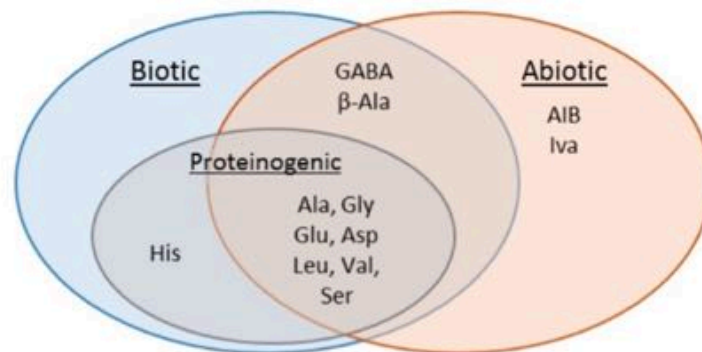 Biotic
GABA
β-Ala
Abiotic
AIB
Iva
Proteinogenic
His
Ala, Gly
Glu, Asp
Leu, Val,
Ser